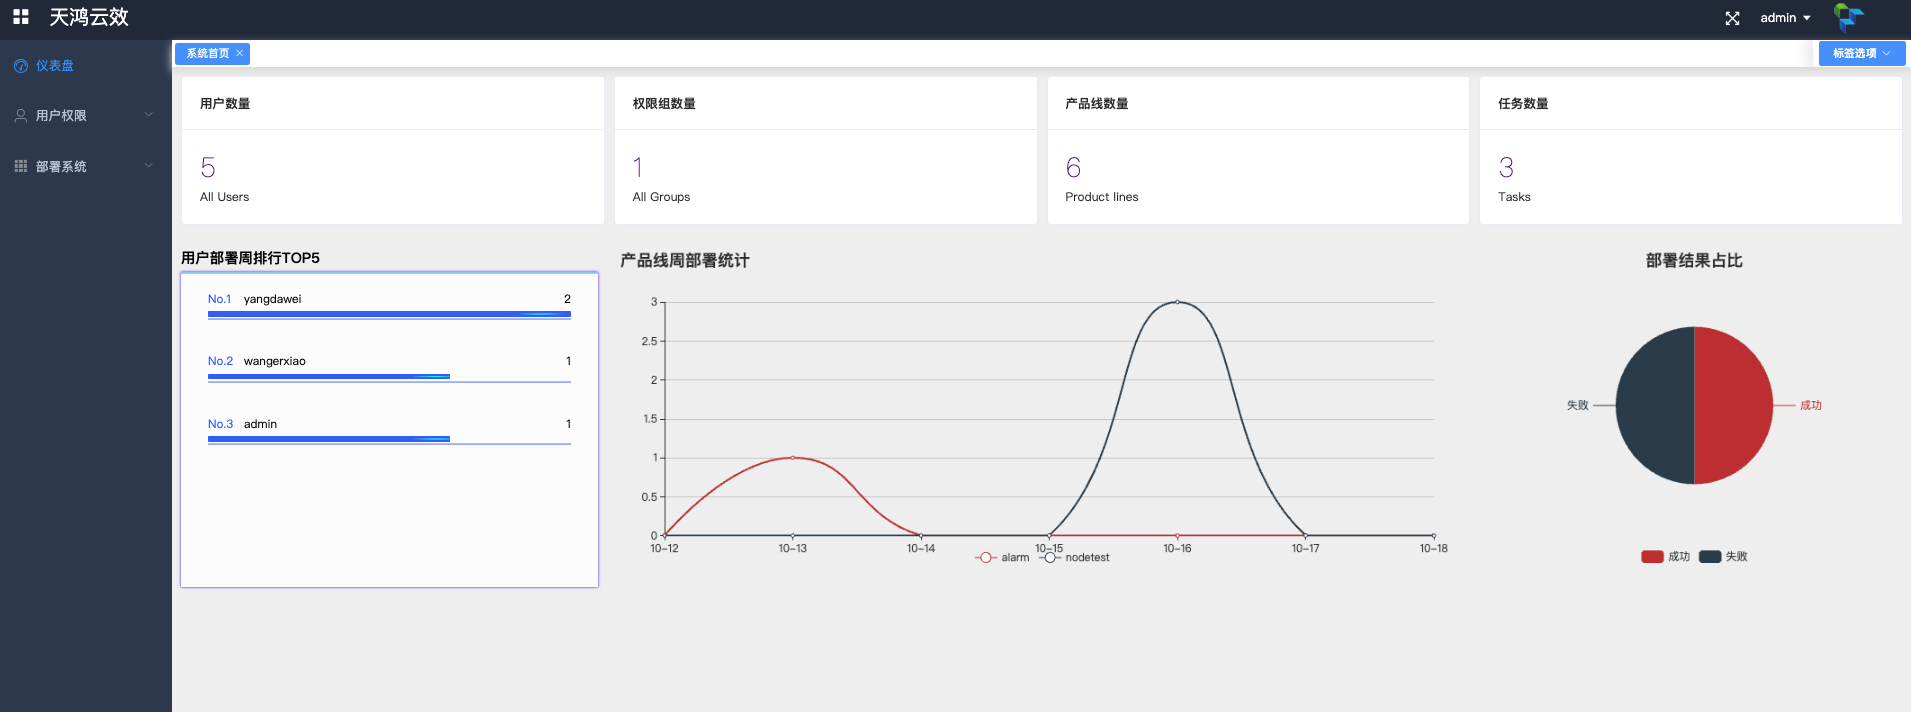 天鸿云效
admin
仪表盘
用户权限
部署系统
系统首页
标签选项
用户数量
5
All Users
权限组数量
1
All Groups
产品线数量
6
Product lines
任务数量
3
Tasks
用户部署周排行TOP5
No.1 yangdawei 2
No.2 wangerxiao 1
No.3 admin 1
产品线周部署统计
3
2.5
2
1.5
1
0.5
0
10-12 10-13 10-14 10-15 10-16 10-17 10-18
alarm nodetest
部署结果占比
失败 成功
成功 失败